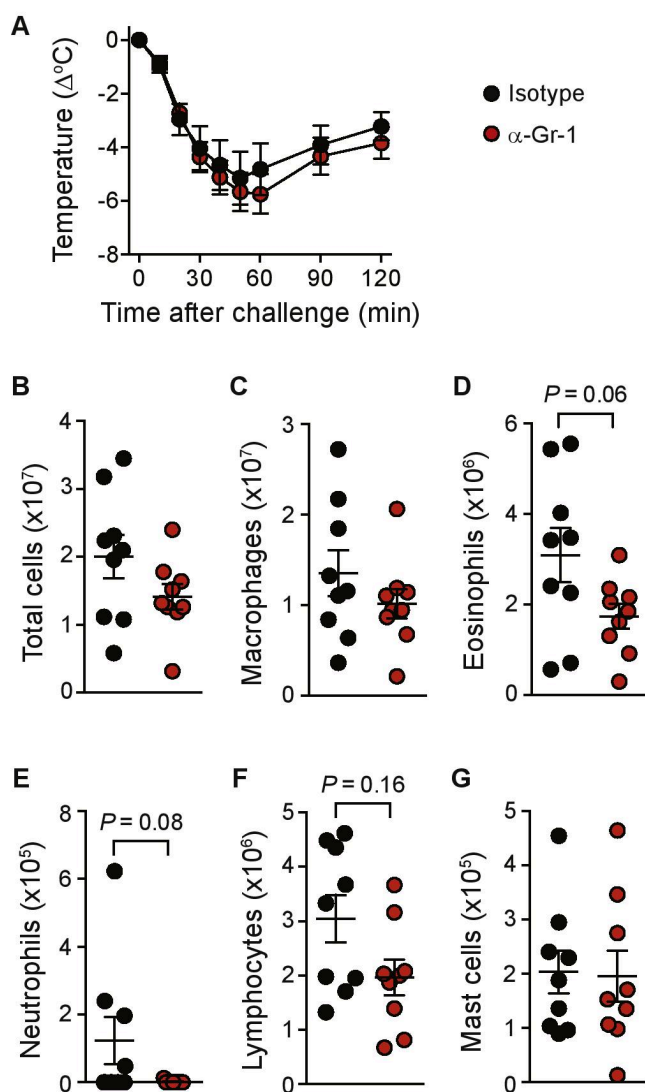 A
Temperature (Δ°C)
0
-2
-4
-6
-8
0 30 60 90 120
Time after challenge (min)
Isotype
α-Gr-1
B
Total cells (x10⁷)
4
3
2
1
0
C
Macrophages (x10⁷)
3
2
1
0
D
P = 0.06
Eosinophils (x10⁶)
6
4
2
0
E
P = 0.08
Neutrophils (x10⁵)
8
6
4
2
0
F
P = 0.16
Lymphocytes (x10⁶)
5
4
3
2
1
0
G
Mast cells (x10⁵)
5
4
3
2
1
0